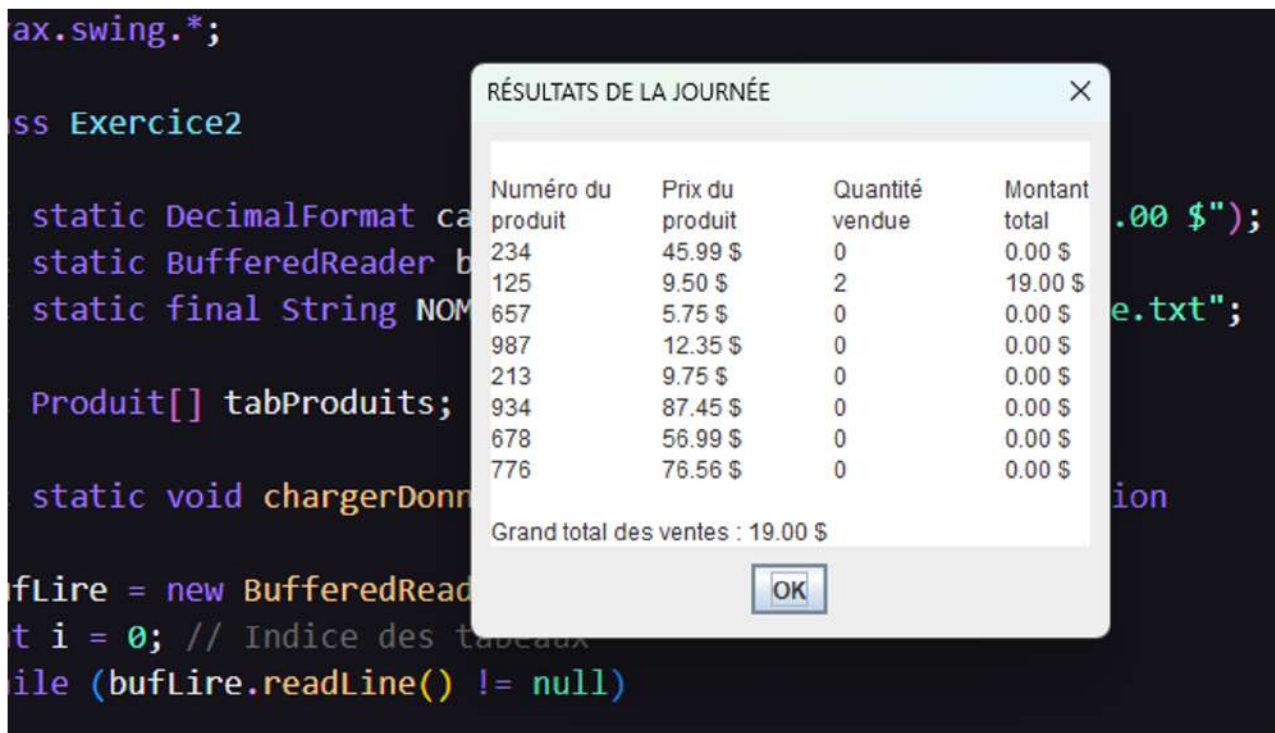 ax.swing.*;
ss Exercice2
static DecimalFormat ca
.00 $");
static BufferedReader b
static final String NOM
e.txt";
Produit[] tabProduits;
static void chargerDonn
ion
fLire = new BufferedRead
t i = 0; // Indice des tabeaux
ile (bufLire.readLine() != null)
RÉSULTATS DE LA JOURNÉE
Numéro du Prix du Quantité Montant
produit produit vendue total
234 45.99 $ 0 0.00 $
125 9.50 $ 2 19.00 $
657 5.75 $ 0 0.00 $
987 12.35 $ 0 0.00 $
213 9.75 $ 0 0.00 $
934 87.45 $ 0 0.00 $
678 56.99 $ 0 0.00 $
776 76.56 $ 0 0.00 $
Grand total des ventes : 19.00 $
OK